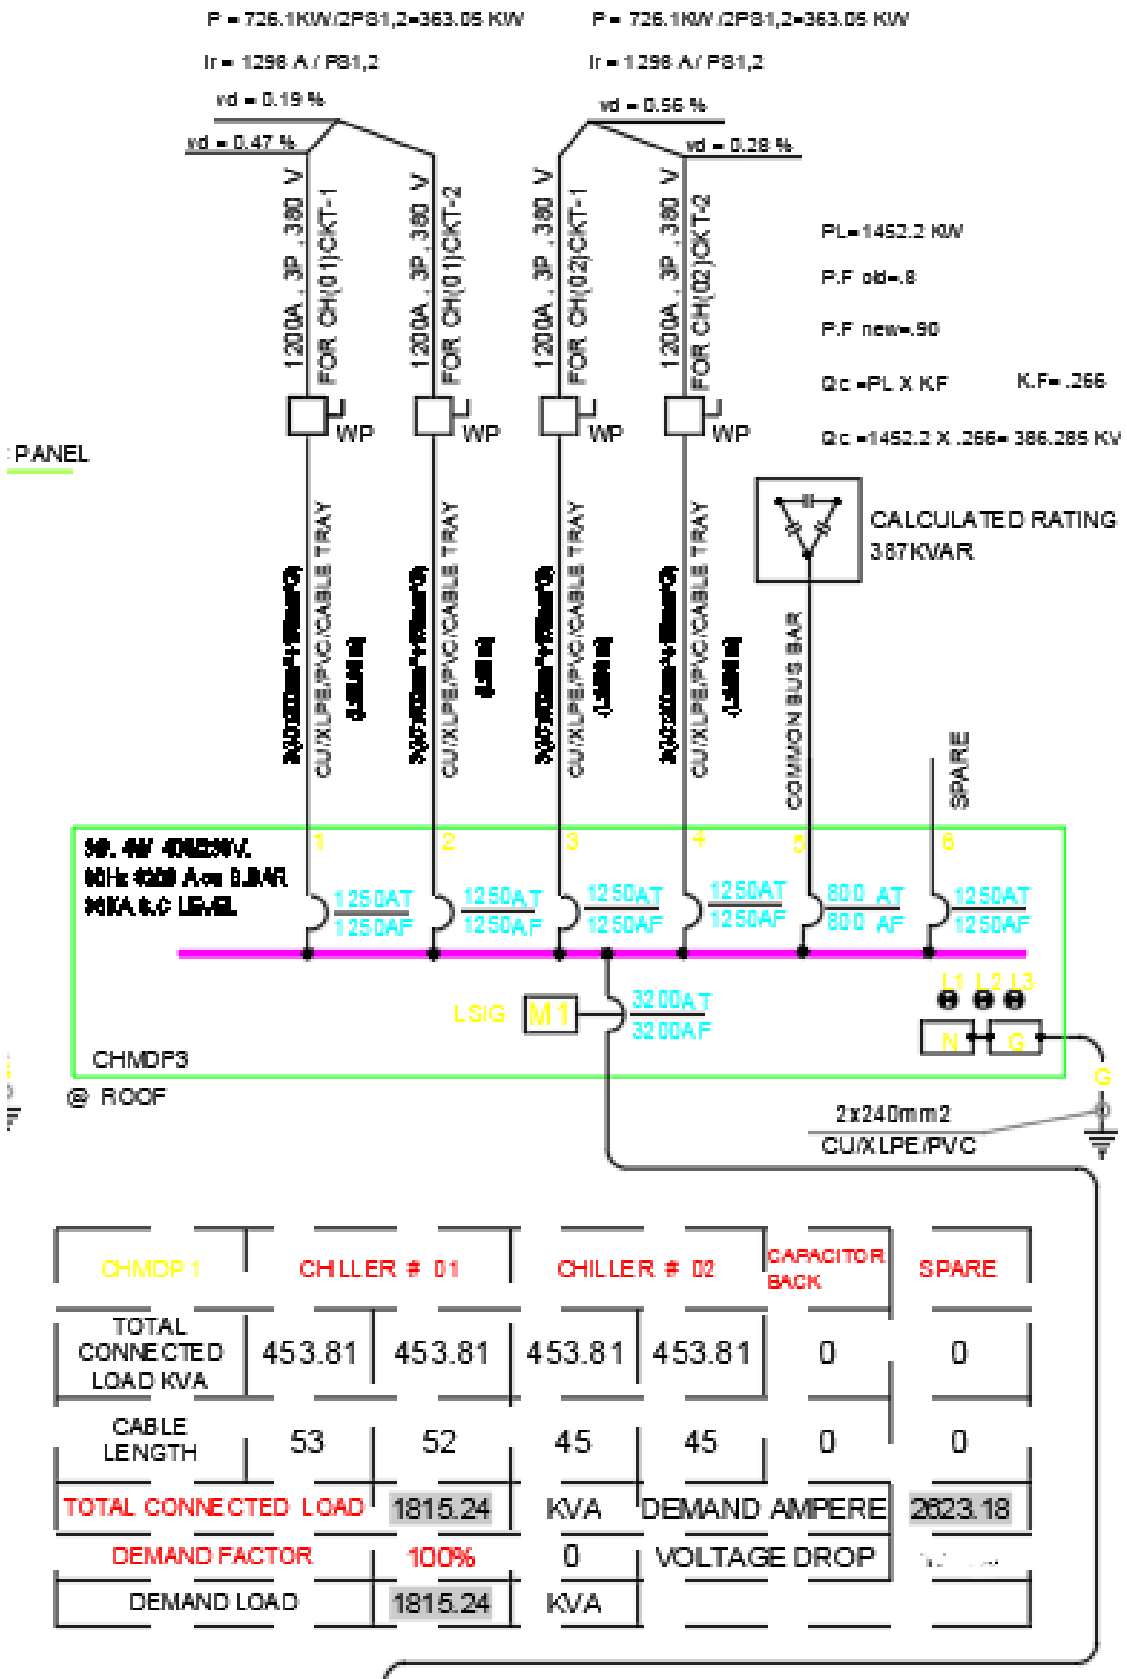 P = 726.1KW/2PS1,2=363.05 KW
P = 726.1KW/2PS1,2=363.05 KW
Ir = 1296 A / PS1,2
Ir = 1296 A / PS1,2
vd = 0.19 %
vd = 0.56 %
vd = 0.47 %
vd = 0.28 %
1200A , 3P , 380 V
FOR CH(01)CKT-1
1200A , 3P , 380 V
FOR CH(01)CKT-2
1200A , 3P , 380 V
FOR CH(02)CKT-1
1200A , 3P , 380 V
FOR CH(02)CKT-2
PL=1452.2 KW
P.F old=.8
P.F new=.90
Qc =PL X K.F K.F= .266
Qc =1452.2 X .266= 386.285 KV
WP
WP
WP
WP
: PANEL
CALCULATED RATING
387KVAR
CU/XLPE/PVC/CABLE TRAY
CU/XLPE/PVC/CABLE TRAY
CU/XLPE/PVC/CABLE TRAY
CU/XLPE/PVC/CABLE TRAY
COMMON BUS BAR
SPARE
1
2
3
4
5
6
1250AT
1250AF
1250AT
1250AF
1250AT
1250AF
1250AT
1250AF
800 AT
800 AF
1250AT
1250AF
LSIG
M1
3200AT
3200AF
L1 L2 L3
N
G
CHMDP3
@ ROOF
G
2x240mm2
CU/XLPE/PVC
CHMDP1 CHILLER # 01 CHILLER # 02 CAPACITOR BACK SPARE
TOTAL
CONNECTED
LOAD KVA
453.81 453.81 453.81 453.81 0 0
CABLE
LENGTH
53 52 45 45 0 0
TOTAL CONNECTED LOAD 1815.24 KVA DEMAND AMPERE 2623.18
DEMAND FACTOR 100% 0 VOLTAGE DROP
DEMAND LOAD 1815.24 KVA